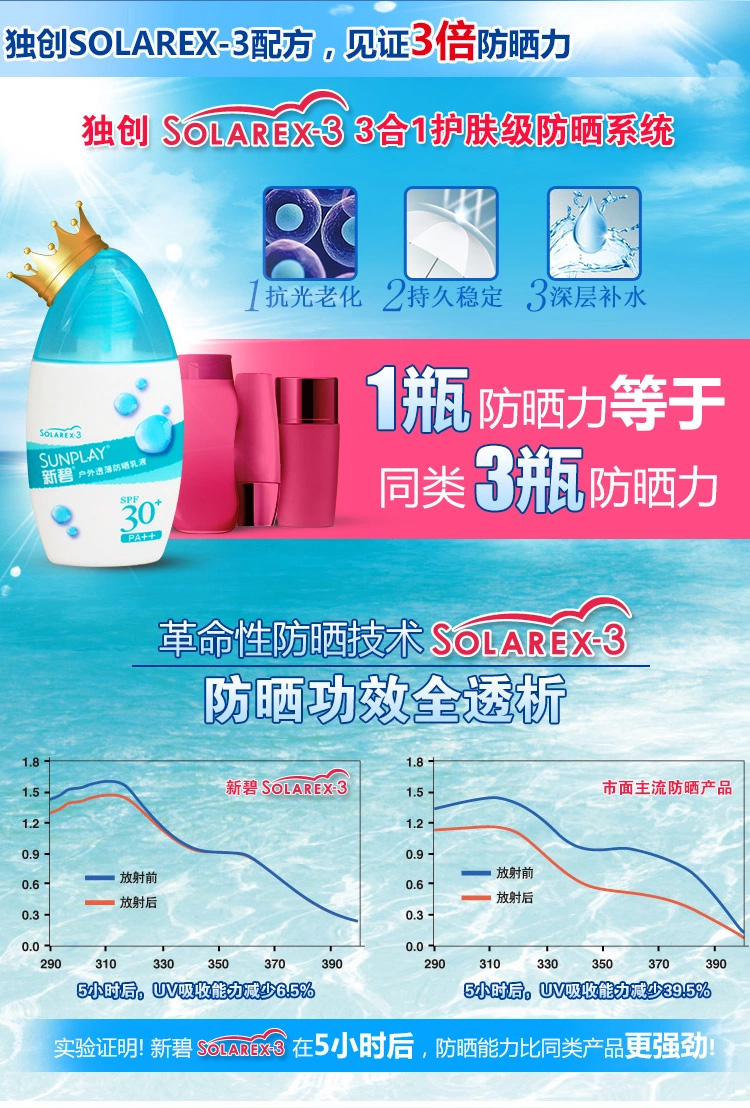 独创SOLAREX-3配方，见证3倍防晒力
独创 SOLAREX-3 3合1护肤级防晒系统
1抗光老化 2持久稳定 3深层补水
1瓶防晒力等于
同类3瓶防晒力
SOLAREX-3
SUNPLAY®
新碧® 户外透薄防晒乳液
SPF
30+
PA++
革命性防晒技术 SOLAREX-3
防晒功效全透析
新碧 SOLAREX-3
1.8
1.5
1.2
0.9
0.6
0.3
0.0
放射前
放射后
290 310 330 350 370 390
5小时后，UV吸收能力减少6.5%
市面主流防晒产品
1.8
1.5
1.2
0.9
0.6
0.3
0.0
放射前
放射后
290 310 330 350 370 390
5小时后，UV吸收能力减少39.5%
实验证明! 新碧 SOLAREX-3 在5小时后，防晒能力比同类产品更强劲!